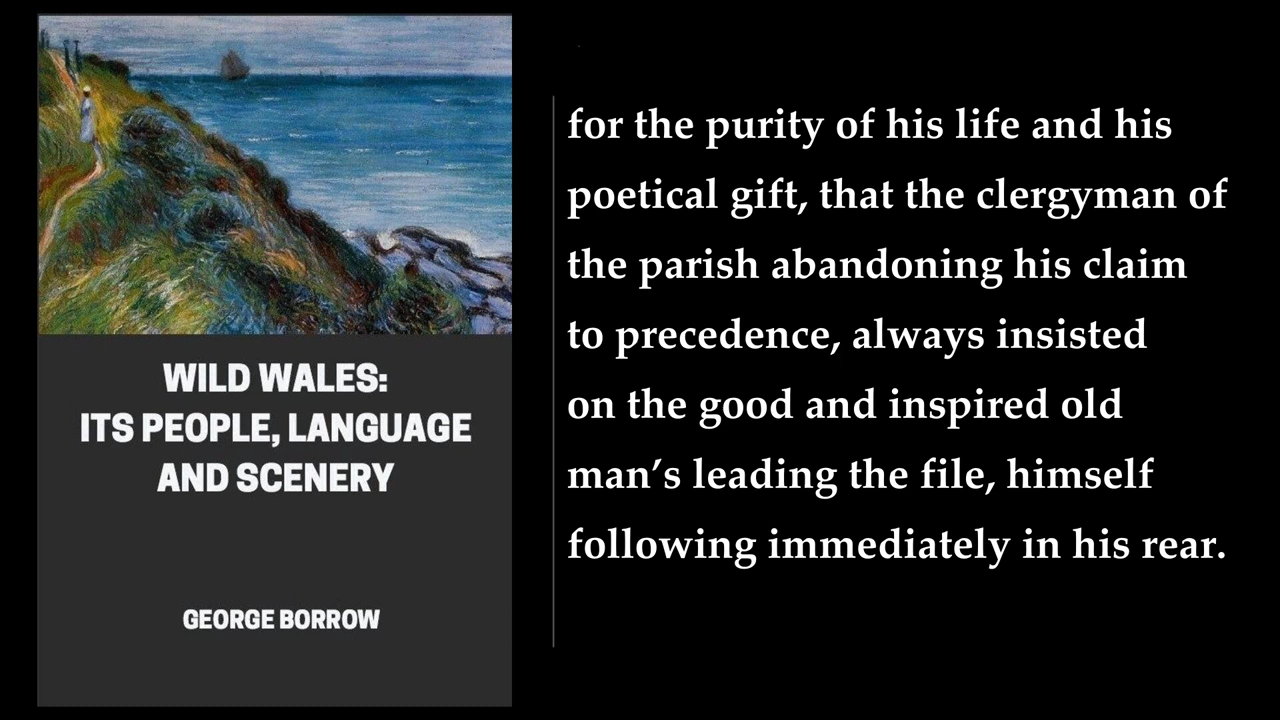 WILD WALES:
ITS PEOPLE, LANGUAGE
AND SCENERY
GEORGE BORROW
for the purity of his life and his
poetical gift, that the clergyman of
the parish abandoning his claim
to precedence, always insisted
on the good and inspired old
man’s leading the file, himself
following immediately in his rear.